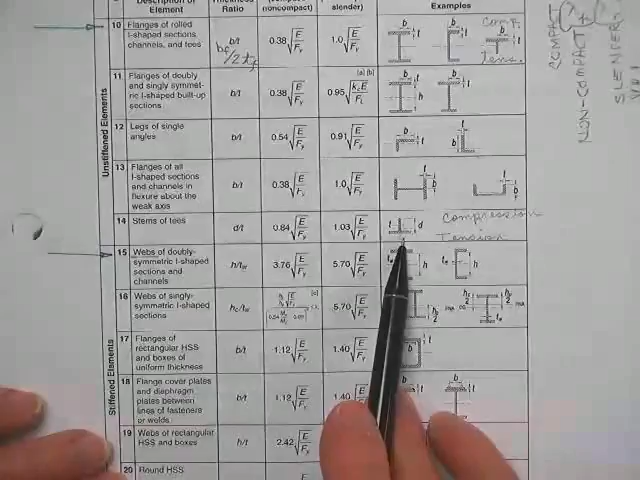 Description of
Element
Thickness
Ratio
noncompact)
slender)
Examples
10 Flanges of rolled
I-shaped sections,
channels, and tees
b/t
bf/2tf
0.38√E/Fy
1.0√E/Fy
b
t
b
t
Comp.
b
t
Tens.
COMPACT
NON-COMPACT
SLENDER
11 Flanges of doubly
and singly symmet-
ric I-shaped built-up
sections
b/t
0.38√E/Fy
[a] [b]
0.95√kcE/FL
b
t
h
b
t
12 Legs of single
angles
b/t
0.54√E/Fy
0.91√E/Fy
b
t
t
b
13 Flanges of all
I-shaped sections
and channels in
flexure about the
weak axis
b/t
0.38√E/Fy
1.0√E/Fy
t
b
t
b
14 Stems of tees
d/t
0.84√E/Fy
1.03√E/Fy
t
d
Compression
Tension
15 Webs of doubly-
symmetric I-shaped
sections and
channels
h/tw
3.76√E/Fy
5.70√E/Fy
h
tw
h
16 Webs of singly-
symmetric I-shaped
sections
hc/tw
[c]
5.70√E/Fy
17 Flanges of
rectangular HSS
and boxes of
uniform thickness
b/t
1.12√E/Fy
1.40√E/Fy
t
b
18 Flange cover plates
and diaphragm
plates between
lines of fasteners
or welds
b/t
1.12√E/Fy
1.40
b
t
b
t
19 Webs of rectangular
HSS and boxes
h/t
2.42√E/Fy
20 Round HSS
Unstiffened Elements
Stiffened Elements